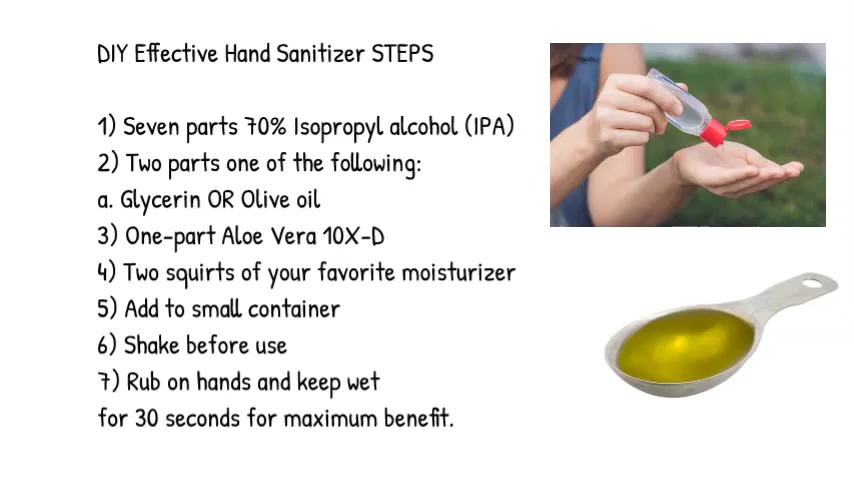 DIY Effective Hand Sanitizer STEPS
1) Seven parts 70% Isopropyl alcohol (IPA)
2) Two parts one of the following:
a. Glycerin OR Olive oil
3) One-part Aloe Vera 10X-D
4) Two squirts of your favorite moisturizer
5) Add to small container
6) Shake before use
7) Rub on hands and keep wet
for 30 seconds for maximum benefit.